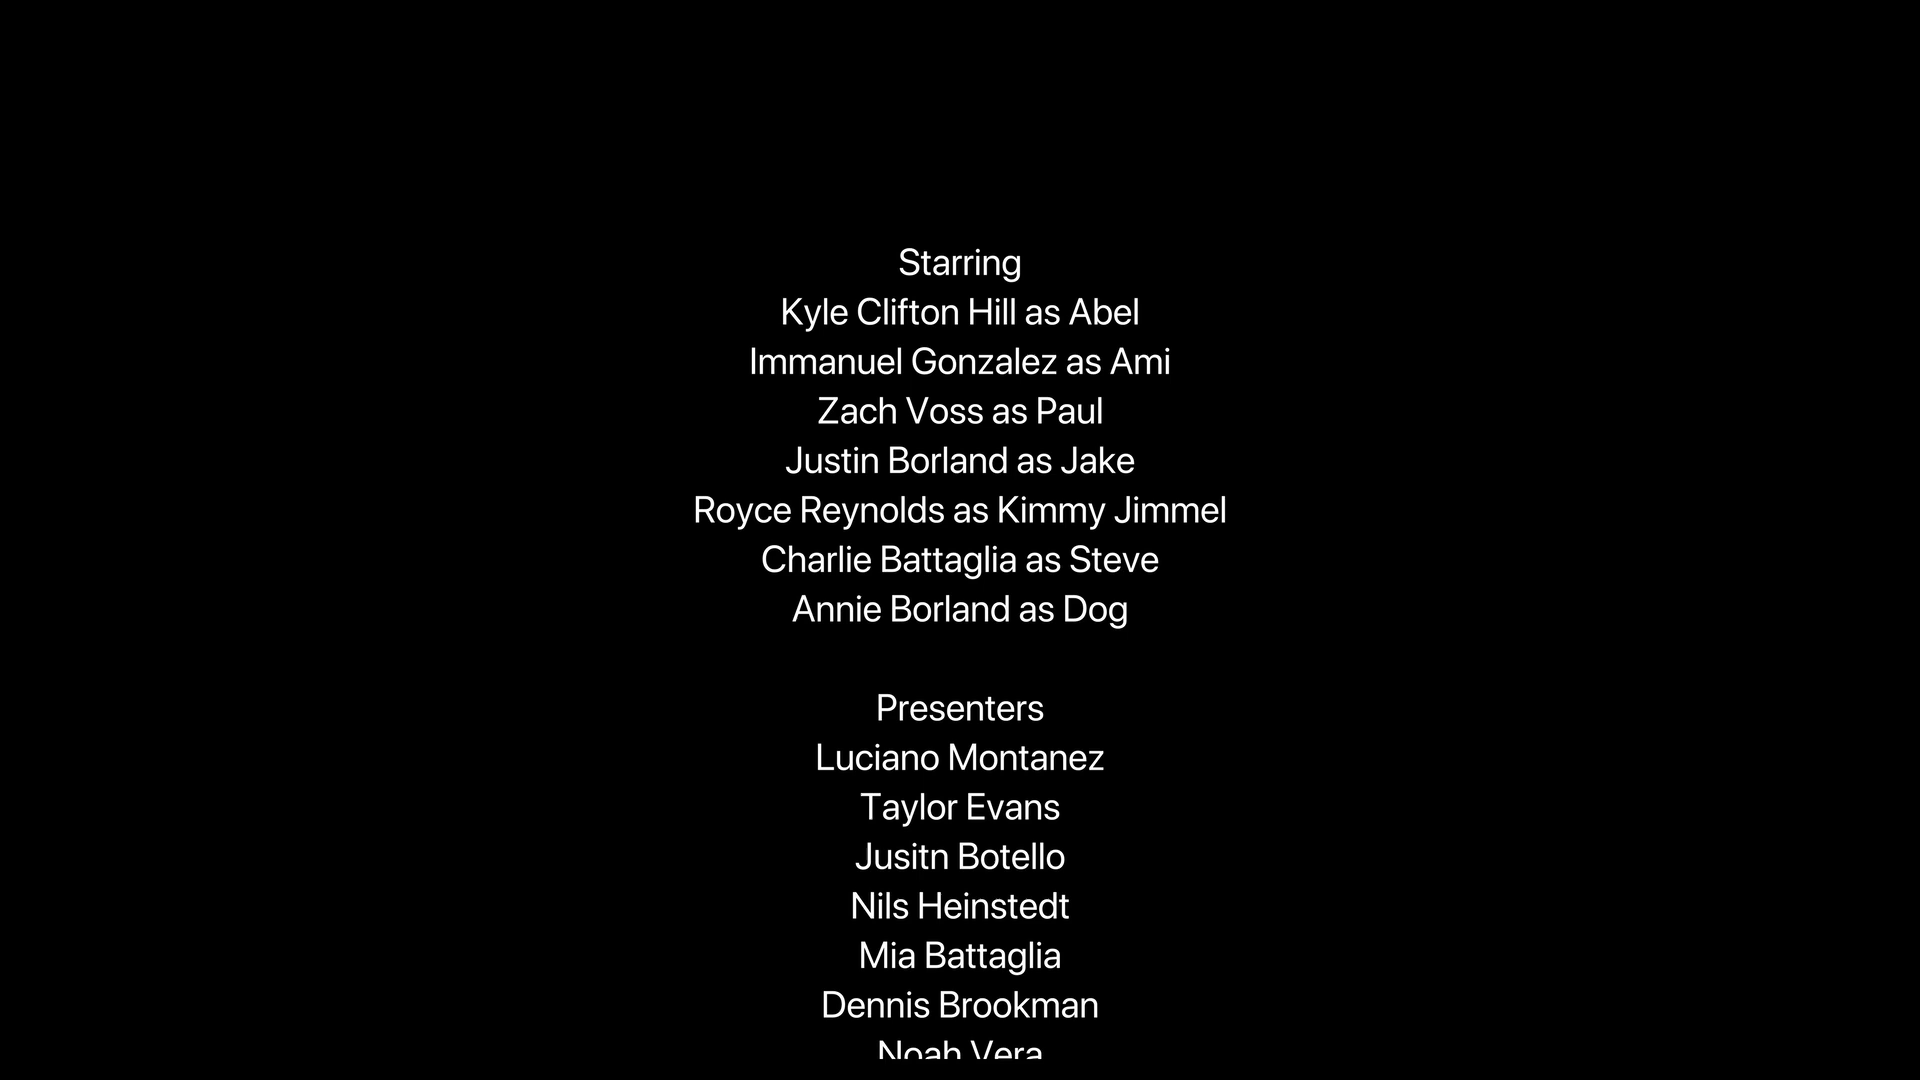 Starring
Kyle Clifton Hill as Abel
Immanuel Gonzalez as Ami
Zach Voss as Paul
Justin Borland as Jake
Royce Reynolds as Kimmy Jimmel
Charlie Battaglia as Steve
Annie Borland as Dog
Presenters
Luciano Montanez
Taylor Evans
Jusitn Botello
Nils Heinstedt
Mia Battaglia
Dennis Brookman
Noah Vera